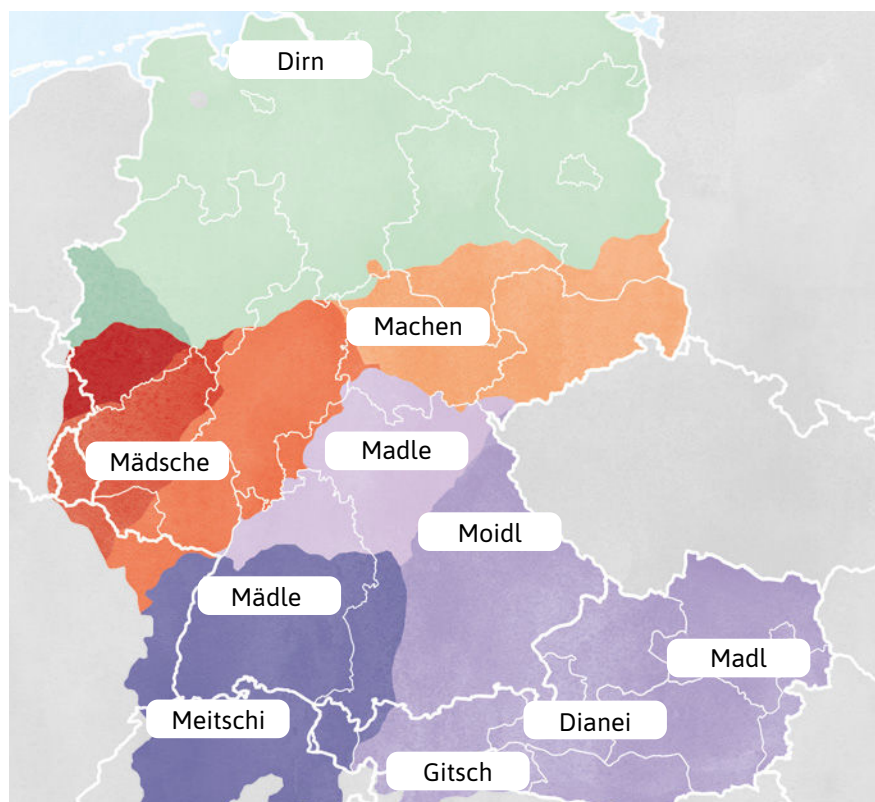 Dirn
Machen
Mädsche
Madle
Moidl
Mädle
Madl
Meitschi
Dianei
Gitsch